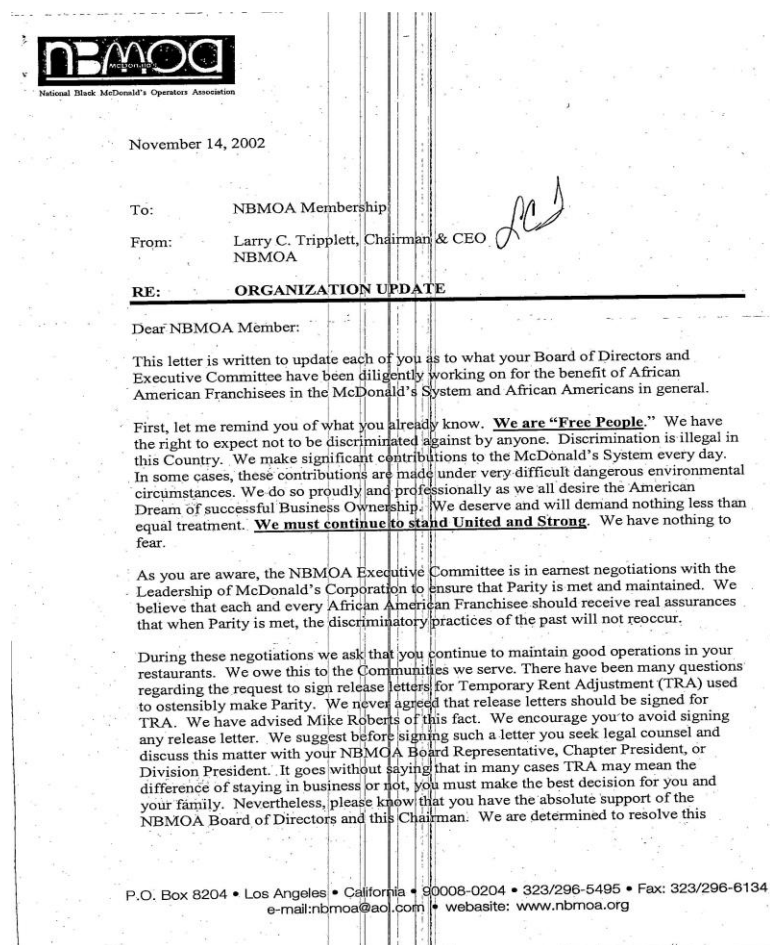 nBMOA
McDonald's
National Black McDonald's Operators Association
November 14, 2002
To: NBMOA Membership
From: Larry C. Tripplett, Chairman & CEO
NBMOA
LCT
RE: ORGANIZATION UPDATE
Dear NBMOA Member:
This letter is written to update each of you as to what your Board of Directors and
Executive Committee have been diligently working on for the benefit of African
American Franchisees in the McDonald's System and African Americans in general.
First, let me remind you of what you already know. We are “Free People.” We have
the right to expect not to be discriminated against by anyone. Discrimination is illegal in
this Country. We make significant contributions to the McDonald's System every day.
In some cases, these contributions are made under very difficult dangerous environmental
circumstances. We do so proudly and professionally as we all desire the American
Dream of successful Business Ownership. We deserve and will demand nothing less than
equal treatment. We must continue to stand United and Strong. We have nothing to
fear.
As you are aware, the NBMOA Executive Committee is in earnest negotiations with the
Leadership of McDonald's Corporation to ensure that Parity is met and maintained. We
believe that each and every African American Franchisee should receive real assurances
that when Parity is met, the discriminatory practices of the past will not reoccur.
During these negotiations we ask that you continue to maintain good operations in your
restaurants. We owe this to the Communities we serve. There have been many questions
regarding the request to sign release letters for Temporary Rent Adjustment (TRA) used
to ostensibly make Parity. We never agreed that release letters should be signed for
TRA. We have advised Mike Roberts of this fact. We encourage you to avoid signing
any release letter. We suggest before signing such a letter you seek legal counsel and
discuss this matter with your NBMOA Board Representative, Chapter President, or
Division President. It goes without saying that in many cases TRA may mean the
difference of staying in business or not, you must make the best decision for you and
your family. Nevertheless, please know that you have the absolute support of the
NBMOA Board of Directors and this Chairman. We are determined to resolve this
P.O. Box 8204 • Los Angeles • California • 90008-0204 • 323/296-5495 • Fax: 323/296-6134
e-mail:nbmoa@aol.com • webasite: www.nbmoa.org